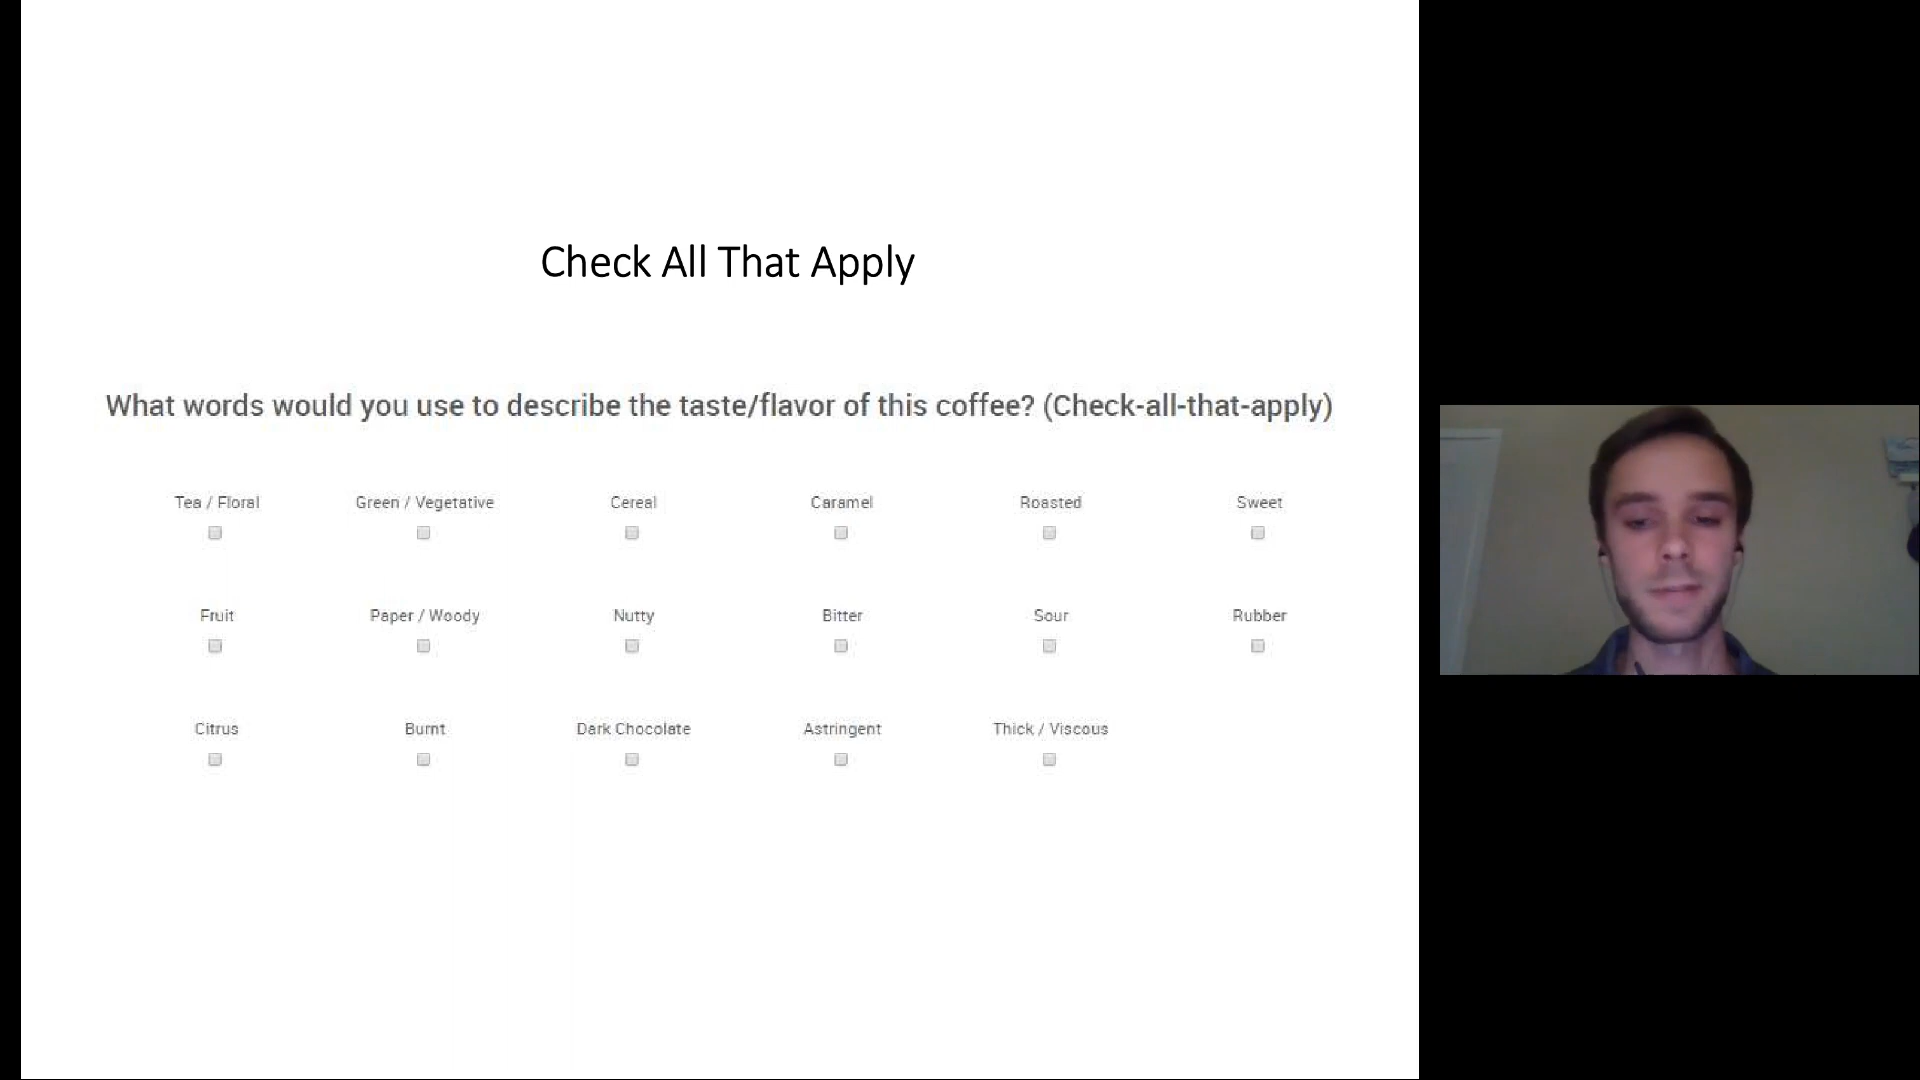 Check All That Apply
What words would you use to describe the taste/flavor of this coffee? (Check-all-that-apply)
Tea / Floral Green / Vegetative Cereal Caramel Roasted Sweet
Fruit Paper / Woody Nutty Bitter Sour Rubber
Citrus Burnt Dark Chocolate Astringent Thick / Viscous